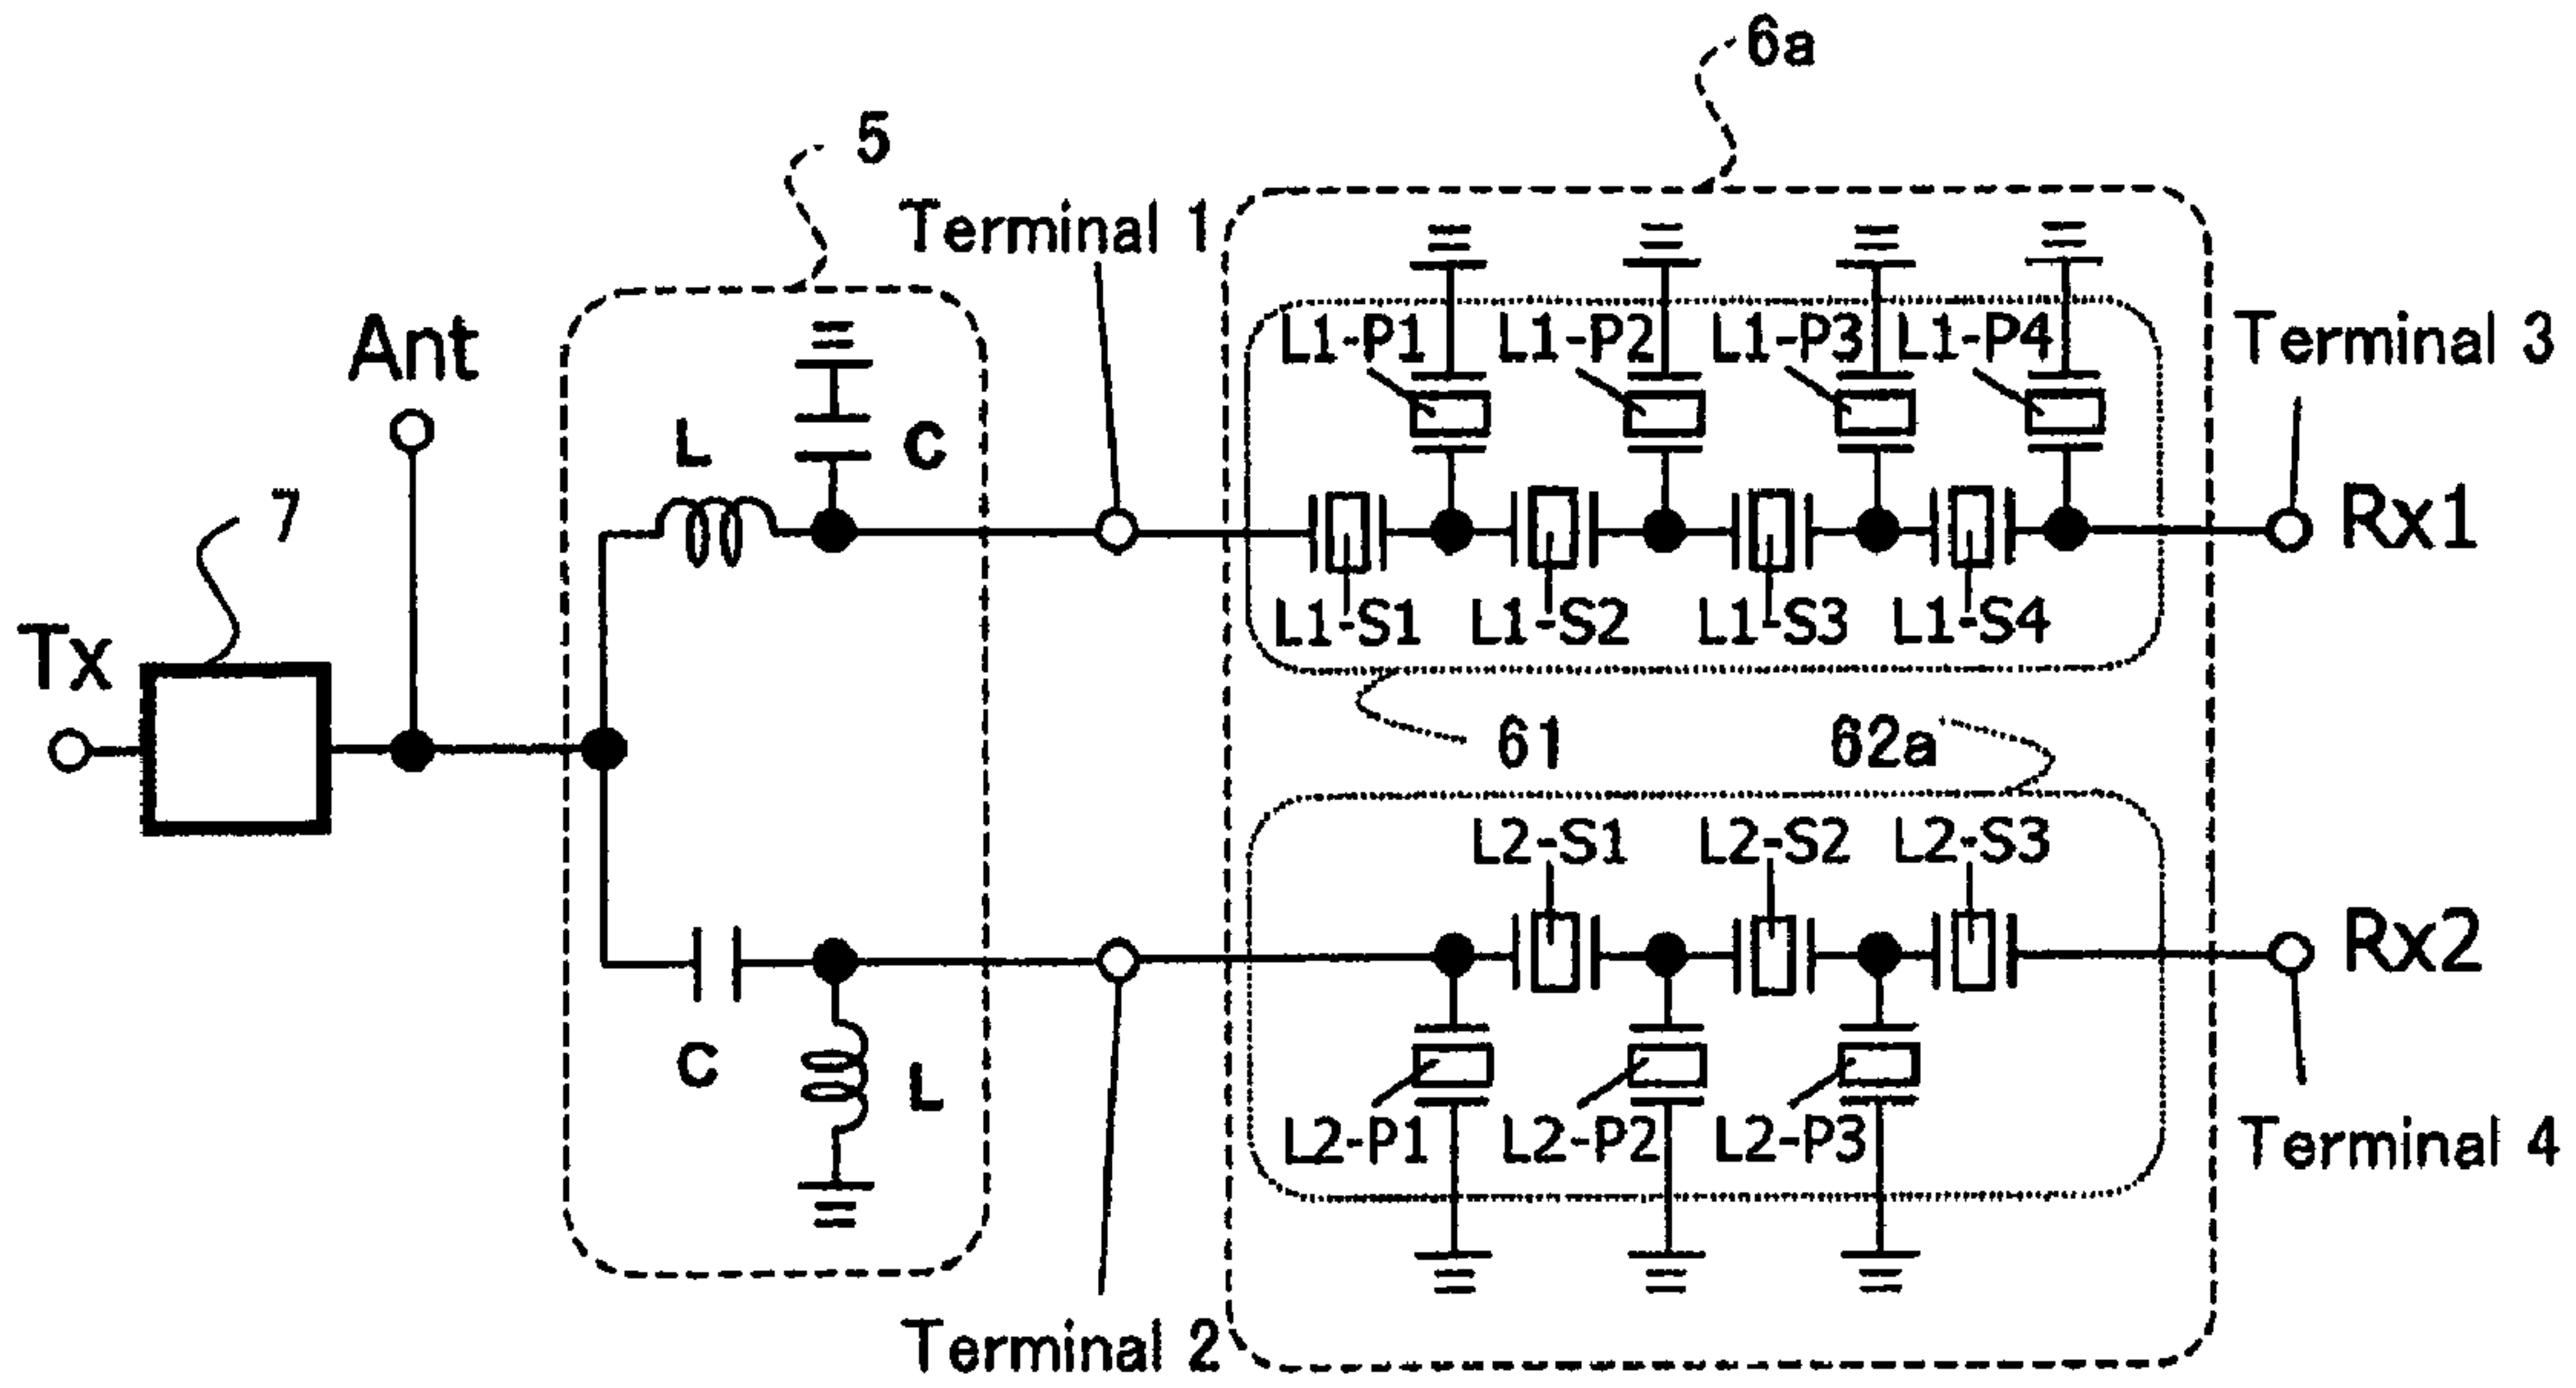 6a
5
Terminal 1
Ant
L1-P1 L1-P2 L1-P3 L1-P4
Terminal 3
L
C
7
Rx1
L1-S1 L1-S2 L1-S3 L1-S4
Tx
61
62a
L2-S1 L2-S2 L2-S3
Rx2
C
L
L2-P1 L2-P2 L2-P3
Terminal 4
Terminal 2